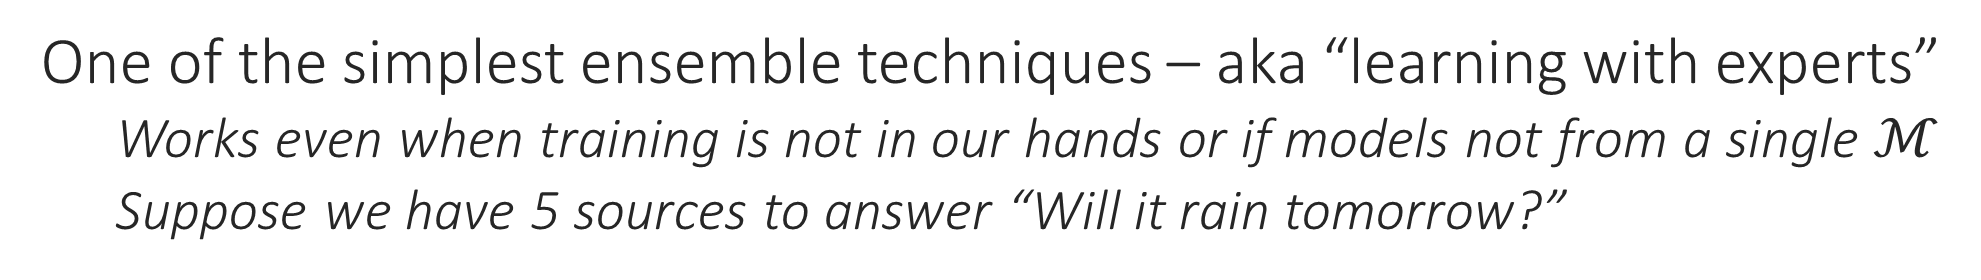 One of the simplest ensemble techniques – aka “learning with experts”
Works even when training is not in our hands or if models not from a single ℳ
Suppose we have 5 sources to answer “Will it rain tomorrow?”